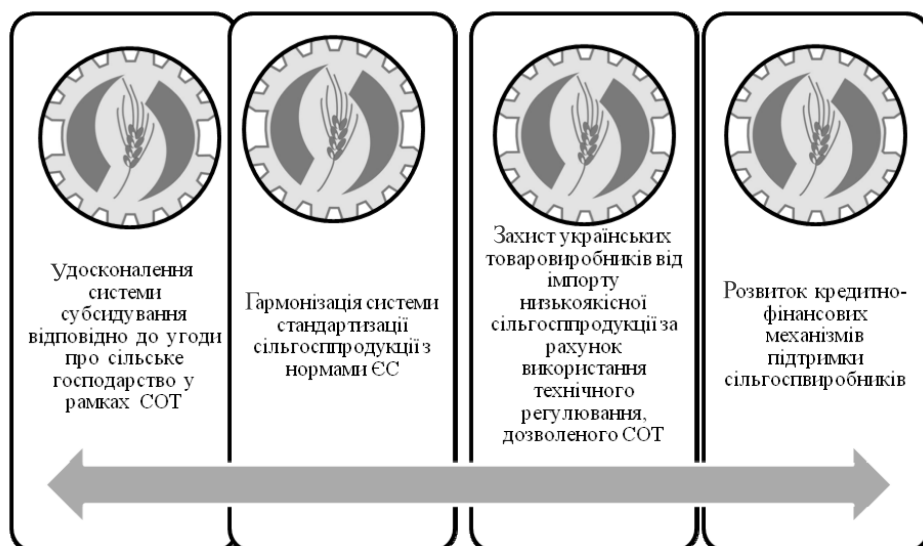 Удосконалення
системи
субсидування
відповідно до угоди
про сільське
господарство у
рамках СОТ
Гармонізація системи
стандартизації
сільгосппродукції з
нормами ЄС
Захист українських
товаровиробників від
імпорту
низькоякісної
сільгосппродукції за
рахунок
використання
технічного
регулювання,
дозволеного СОТ
Розвиток кредитно-
фінансових
механізмів
підтримки
сільгоспвиробників